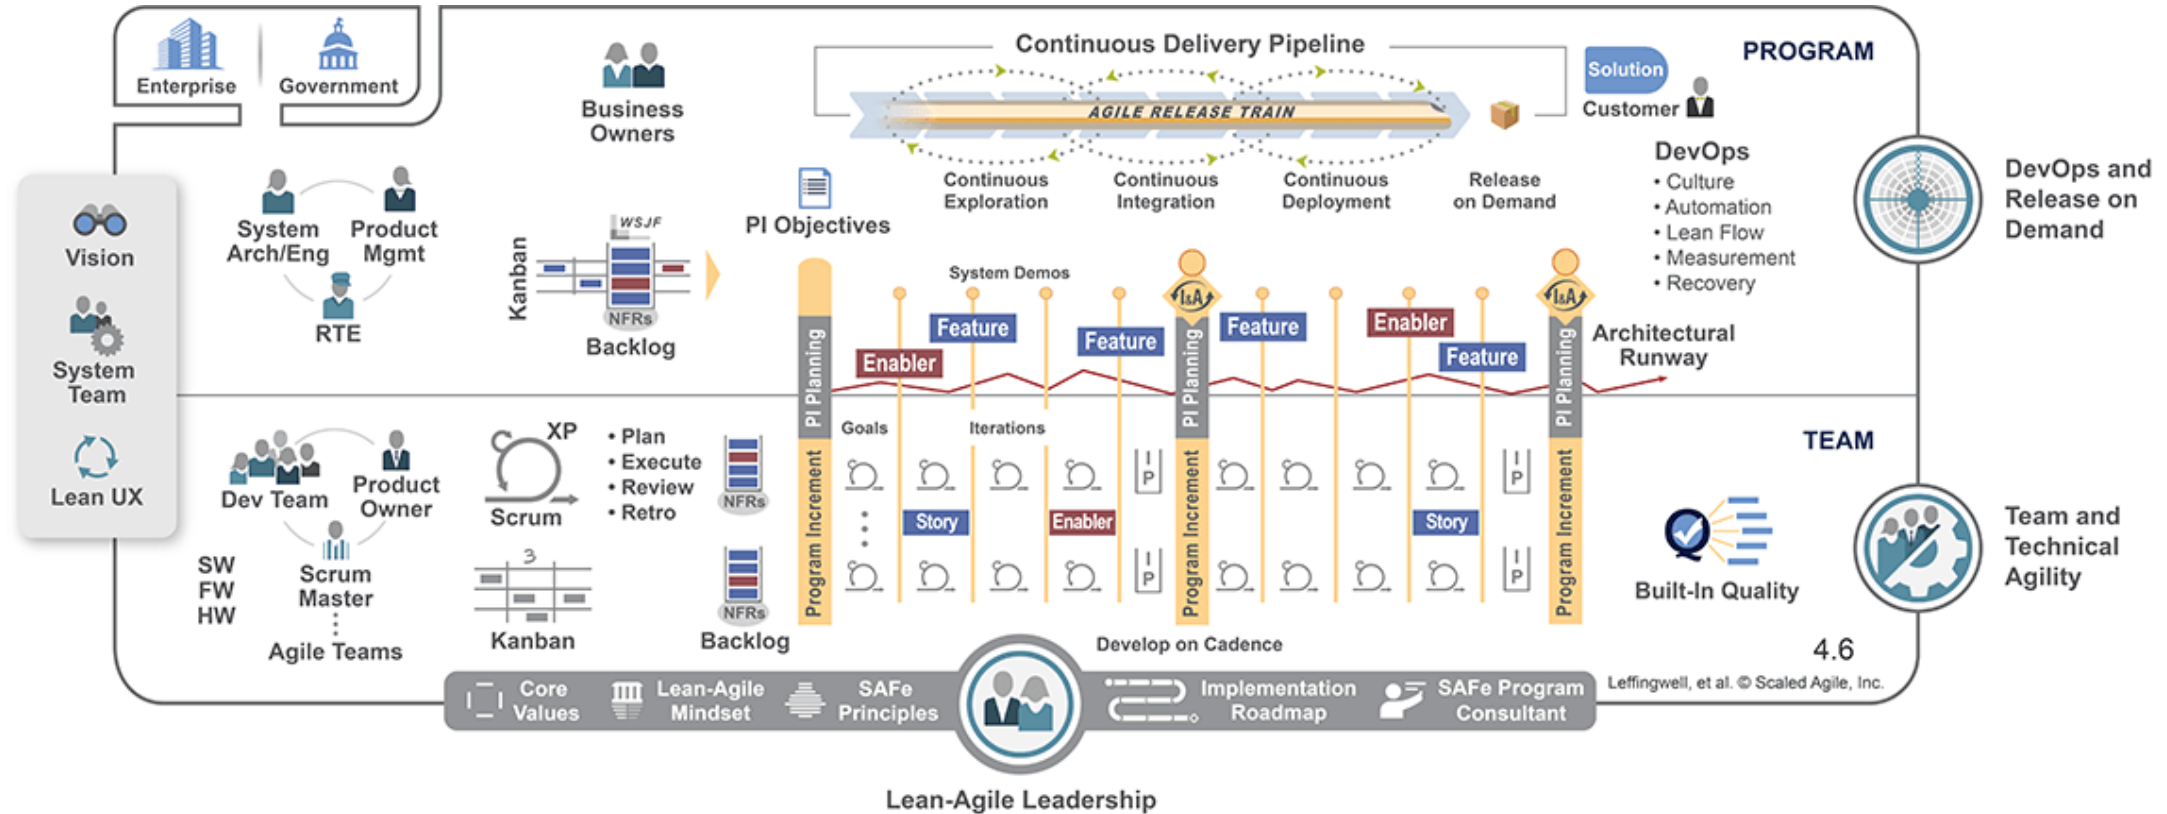 Enterprise
Government
Business
Owners
Continuous Delivery Pipeline
AGILE RELEASE TRAIN
Continuous
Exploration
Continuous
Integration
Continuous
Deployment
Release
on Demand
Solution
Customer
PROGRAM
DevOps
• Culture
• Automation
• Lean Flow
• Measurement
• Recovery
DevOps and
Release on
Demand
Vision
System
Team
Lean UX
System
Arch/Eng
Product
Mgmt
RTE
Kanban
WSJF
NFRs
Backlog
PI Objectives
System Demos
Enabler
Feature
Feature
I&A
Feature
Enabler
Feature
I&A
PI Planning
PI Planning
PI Planning
Architectural
Runway
TEAM
Dev Team
Product
Owner
Scrum
Master
Agile Teams
SW
FW
HW
XP
Scrum
• Plan
• Execute
• Review
• Retro
3
Kanban
NFRs
NFRs
Backlog
Goals
Iterations
Program Increment
Program Increment
Program Increment
I
P
I
P
I
P
I
P
Story
Enabler
Story
Develop on Cadence
Built-In Quality
Team and
Technical
Agility
4.6
Leffingwell, et al. © Scaled Agile, Inc.
Core
Values
Lean-Agile
Mindset
SAFe
Principles
Implementation
Roadmap
SAFe Program
Consultant
Lean-Agile Leadership